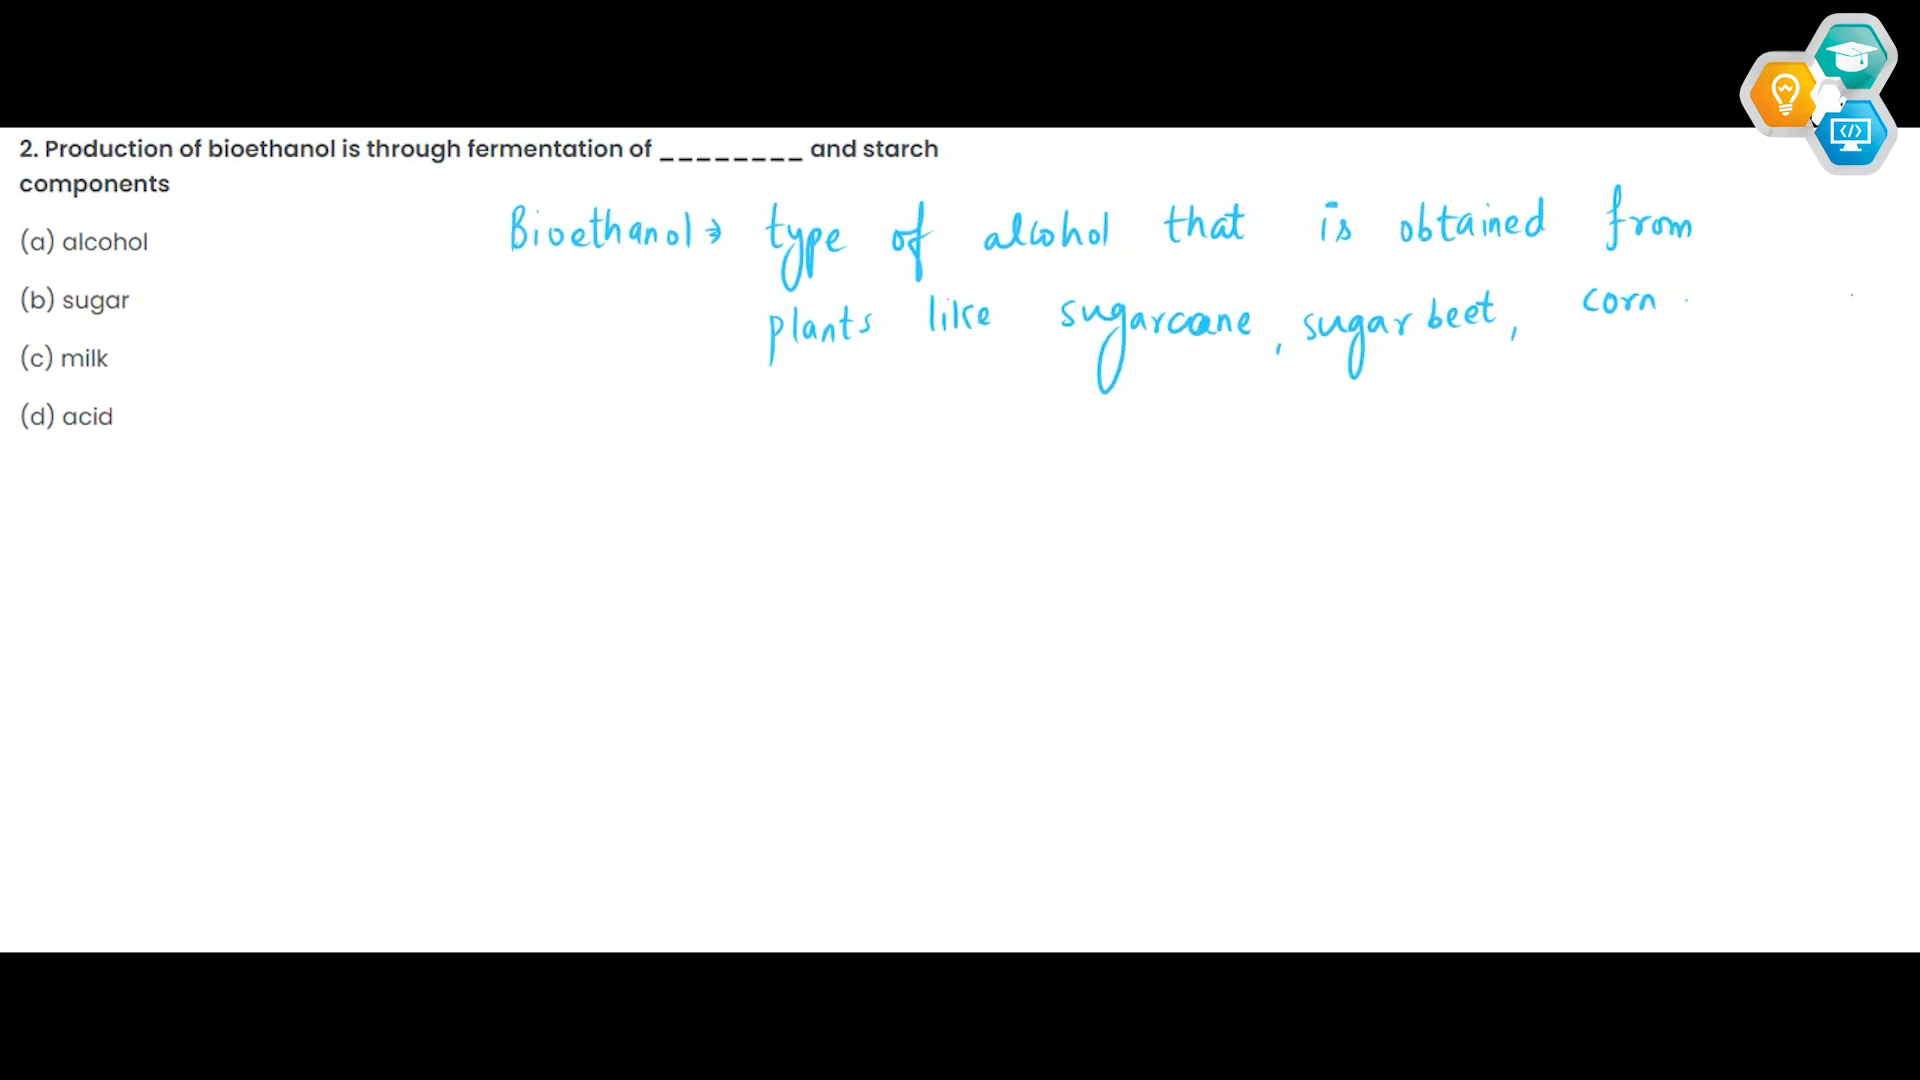 2. Production of bioethanol is through fermentation of ________ and starch
components
Bioethanol → type of alcohol that is obtained from
plants like sugarcane, sugar beet, corn.
(a) alcohol
(b) sugar
(c) milk
(d) acid